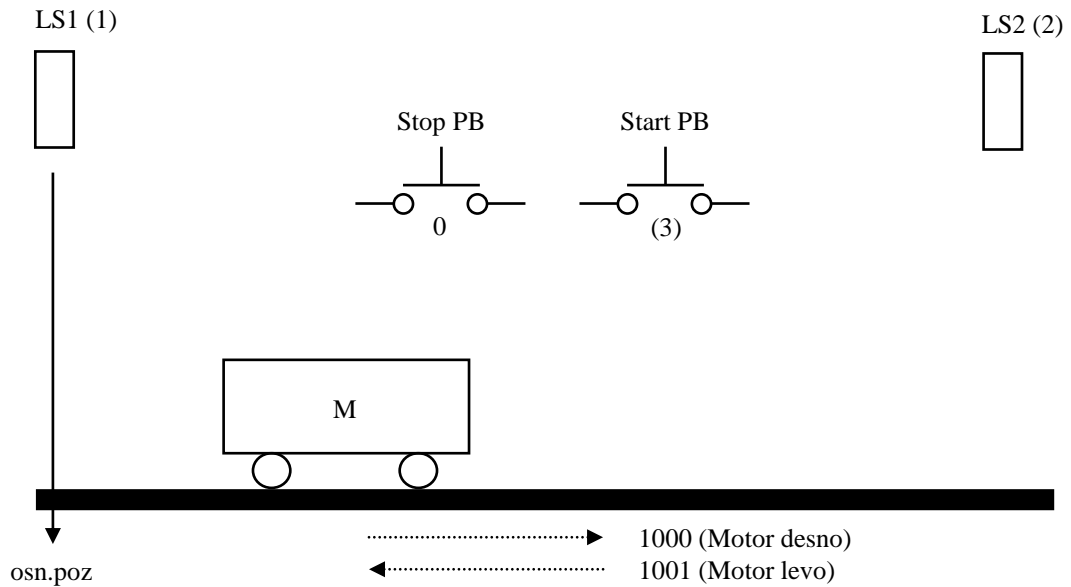 LS1 (1)
LS2 (2)
Stop PB
Start PB
0
(3)
M
1000 (Motor desno)
1001 (Motor levo)
osn.poz